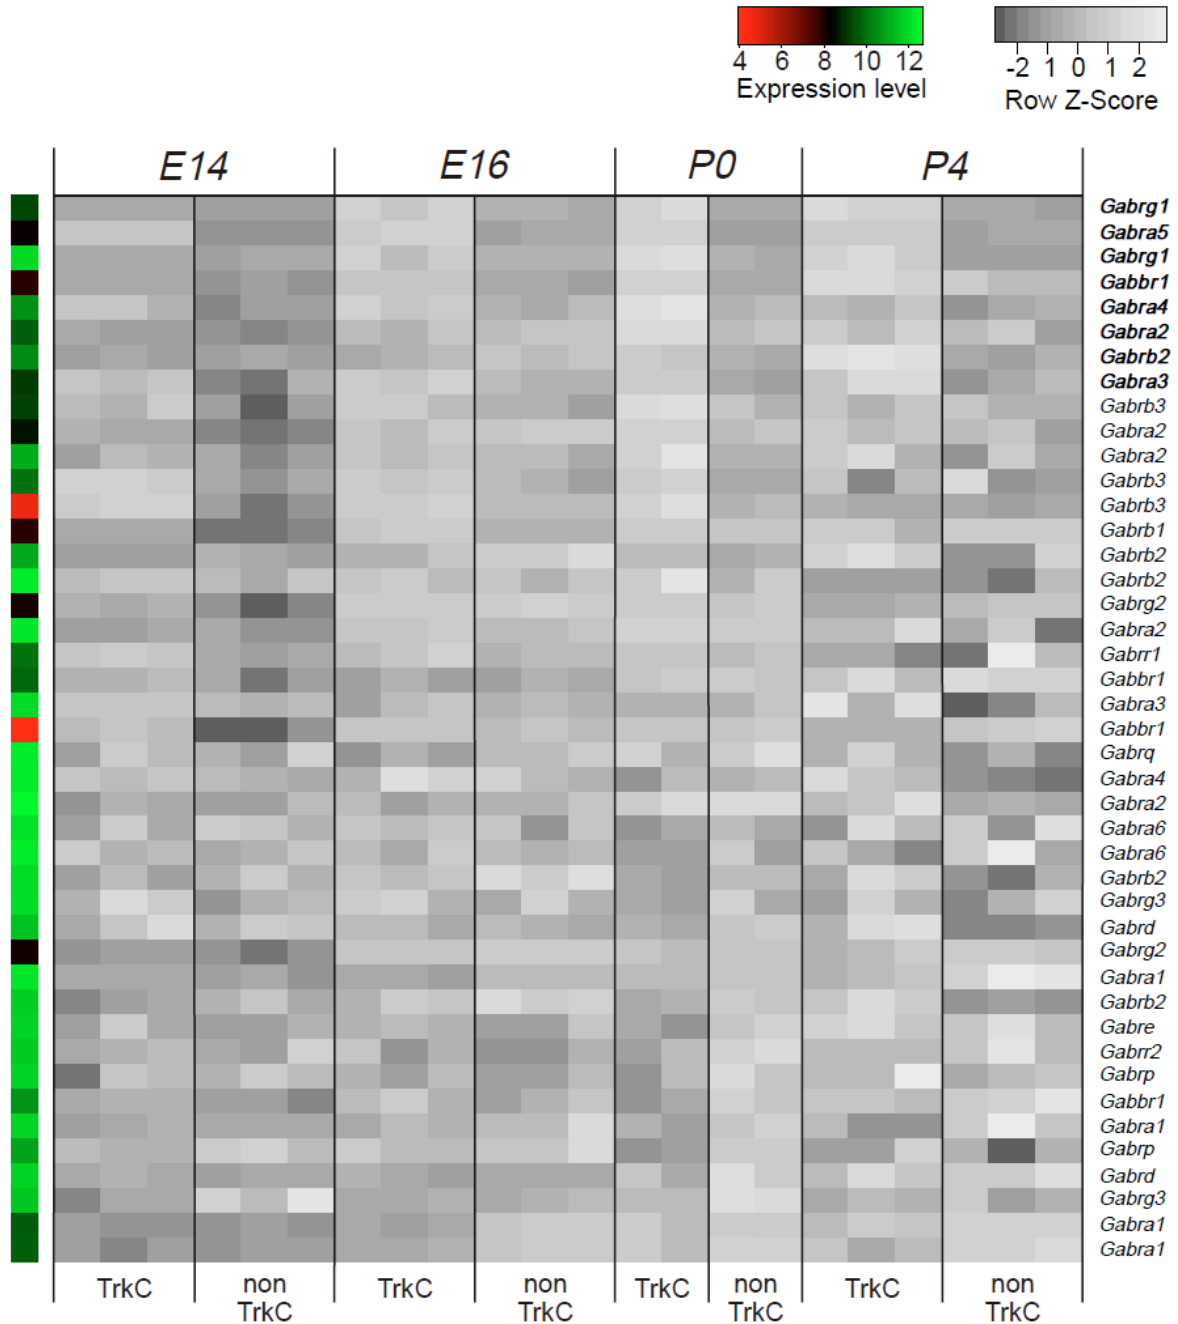 4 6 8 10 12
Expression level
-2 1 0 1 2
Row Z-Score
E14 E16 P0 P4
Gabrg1
Gabra5
Gabrg1
Gabbr1
Gabra4
Gabra2
Gabrb2
Gabra3
Gabrb3
Gabra2
Gabra2
Gabrb3
Gabrb3
Gabrb1
Gabrb2
Gabrb2
Gabrg2
Gabra2
Gabrr1
Gabbr1
Gabra3
Gabbr1
Gabrq
Gabra4
Gabra2
Gabra6
Gabra6
Gabrb2
Gabrg3
Gabrd
Gabrg2
Gabra1
Gabrb2
Gabre
Gabrr2
Gabrp
Gabbr1
Gabra1
Gabrp
Gabrd
Gabrg3
Gabra1
Gabra1
TrkC non TrkC non TrkC non TrkC non
TrkC TrkC TrkC TrkC